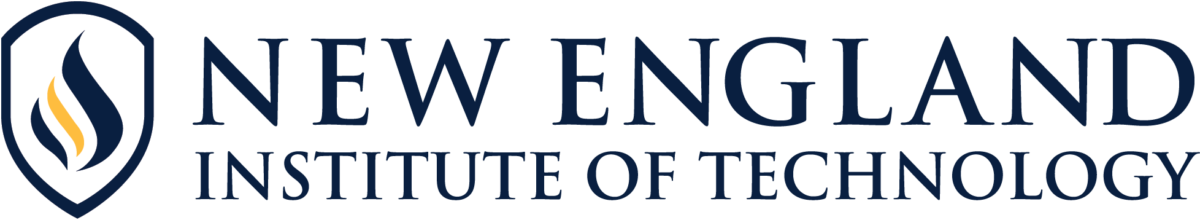 NEW ENGLAND
INSTITUTE OF TECHNOLOGY